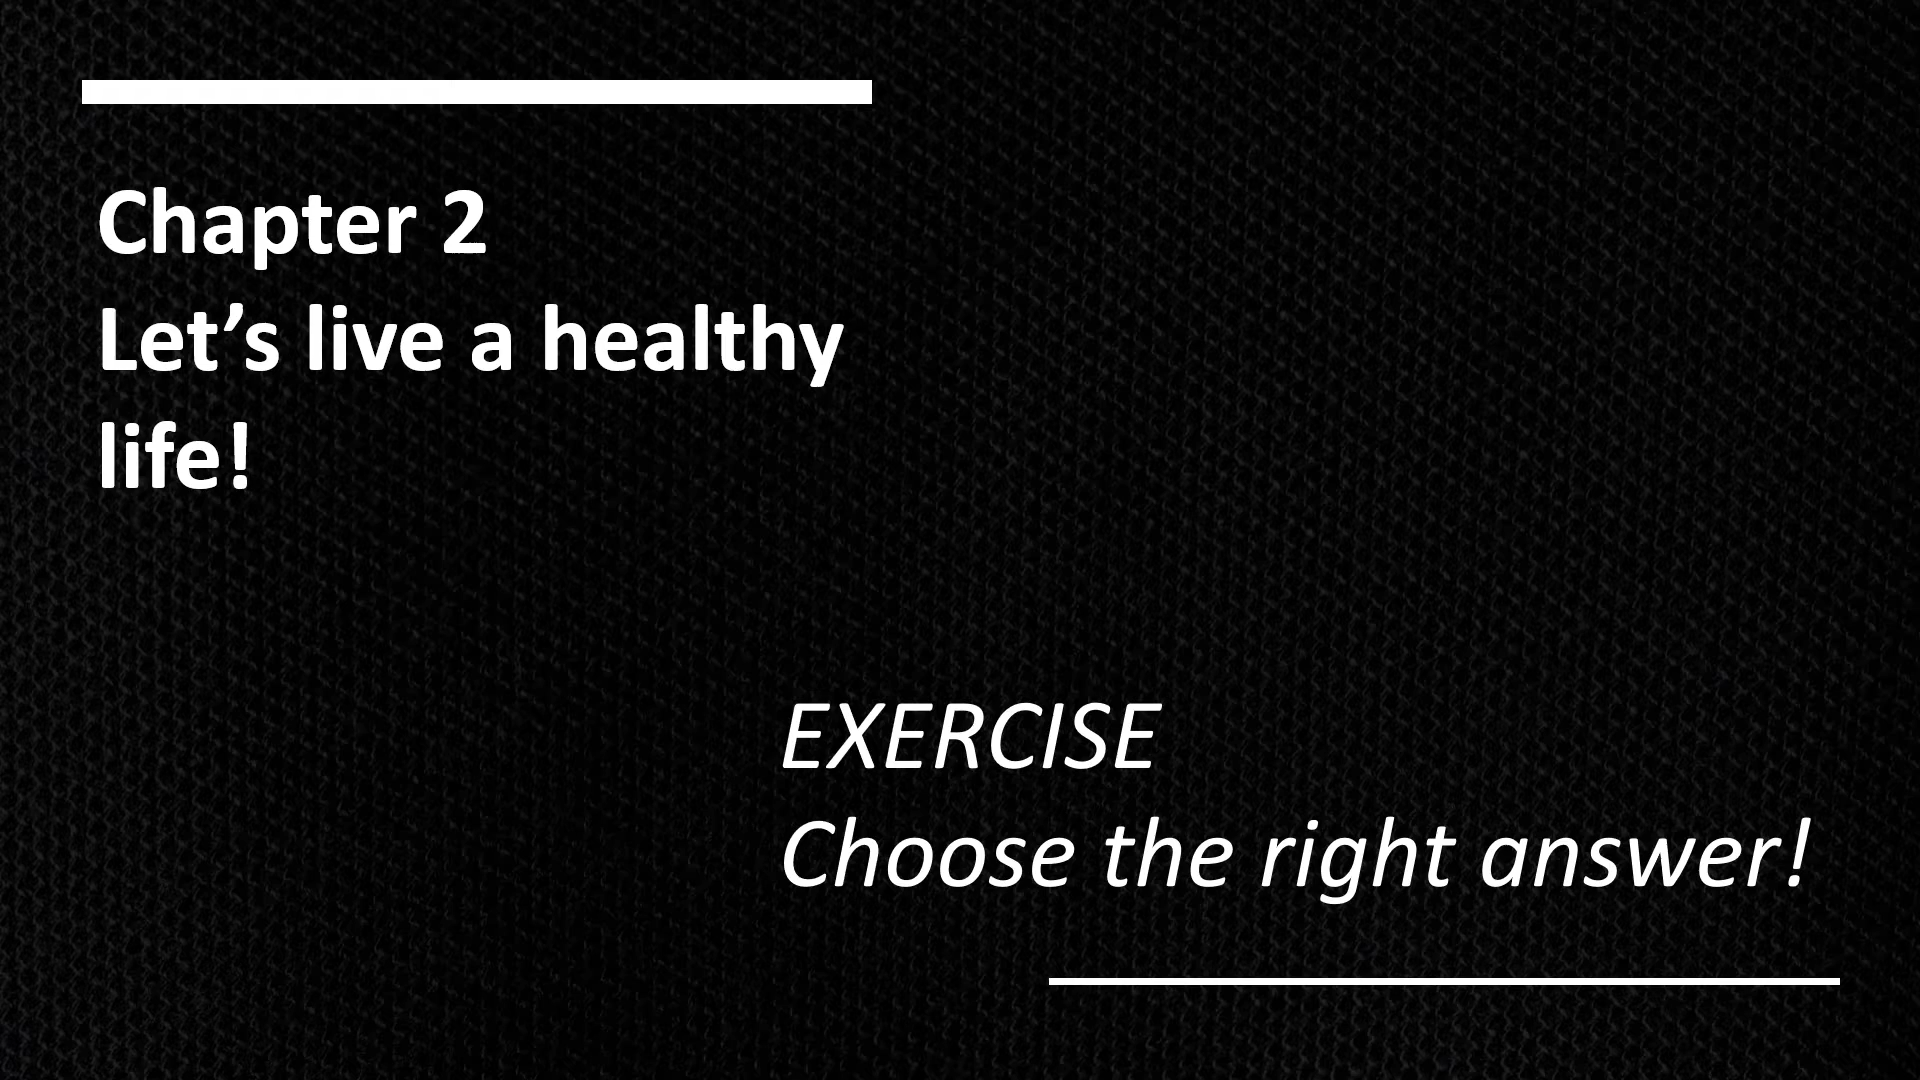 Chapter 2
Let’s live a healthy
life!
EXERCISE
Choose the right answer!